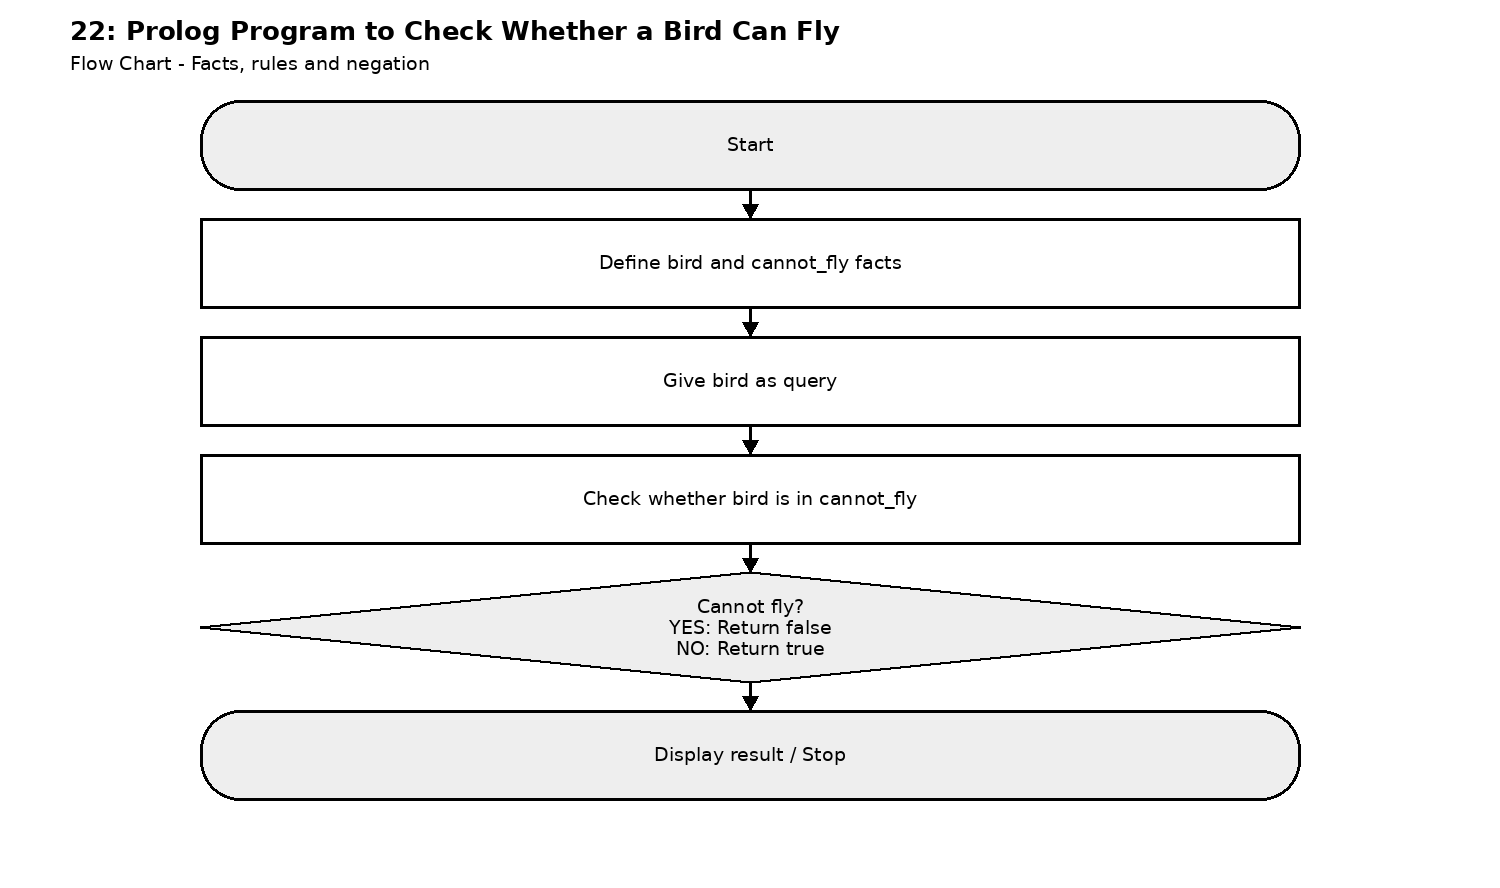 22: Prolog Program to Check Whether a Bird Can Fly
Flow Chart - Facts, rules and negation
Start
Define bird and cannot_fly facts
Give bird as query
Check whether bird is in cannot_fly
Cannot fly?
YES: Return false
NO: Return true
Display result / Stop